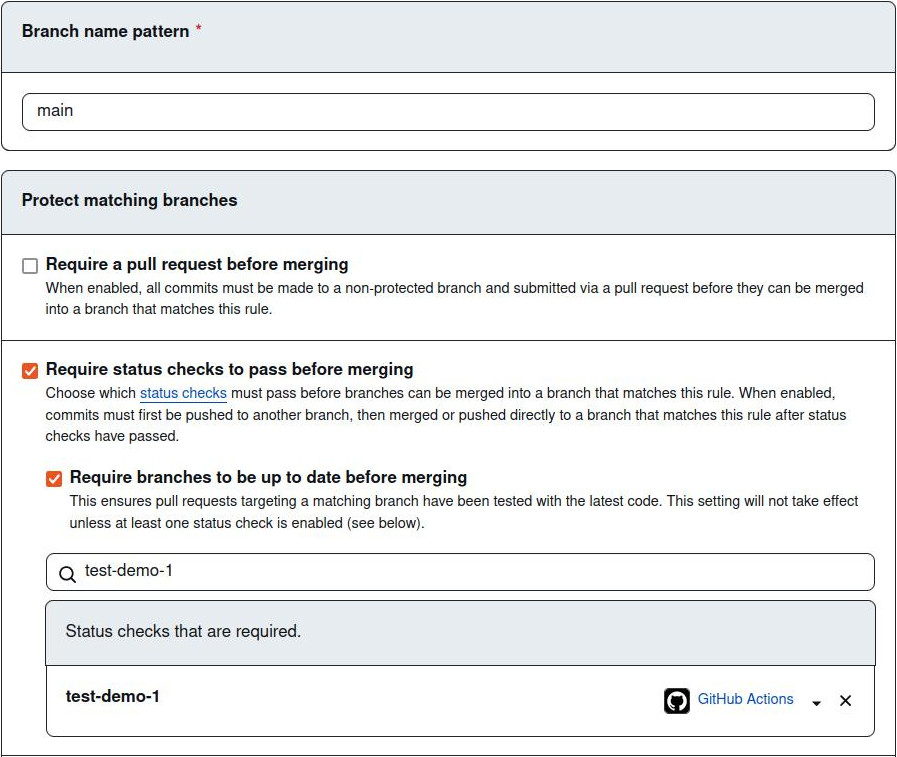 Branch name pattern *
main
Protect matching branches
Require a pull request before merging
When enabled, all commits must be made to a non-protected branch and submitted via a pull request before they can be merged
into a branch that matches this rule.
Require status checks to pass before merging
Choose which status checks must pass before branches can be merged into a branch that matches this rule. When enabled,
commits must first be pushed to another branch, then merged or pushed directly to a branch that matches this rule after status
checks have passed.
Require branches to be up to date before merging
This ensures pull requests targeting a matching branch have been tested with the latest code. This setting will not take effect
unless at least one status check is enabled (see below).
test-demo-1
Status checks that are required.
test-demo-1 GitHub Actions